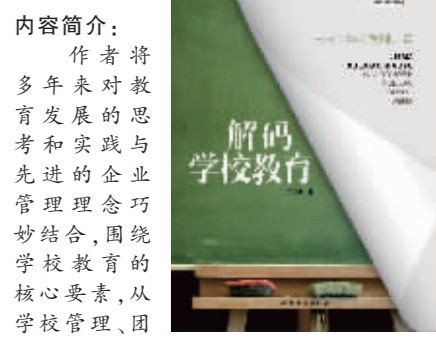 内容简介：
作者将
多年来对教
育发展的思
考和实践与
先进的企业
管理理念巧
妙结合,围绕
学校教育的
核心要素,从
学校管理、团
解码
学校教育